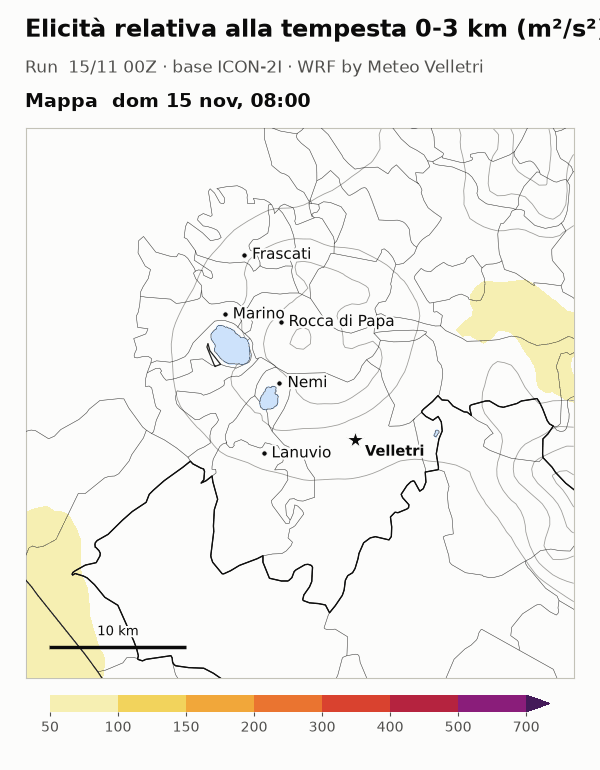 Elicità relativa alla tempesta 0-3 km (m²/s²)
Run  15/11 00Z · base ICON-2I · WRF by Meteo Velletri
Mappa  dom 15 nov, 08:00
Frascati
Marino
Rocca di Papa
Nemi
Velletri
Lanuvio
10 km
50 100 150 200 300 400 500 700